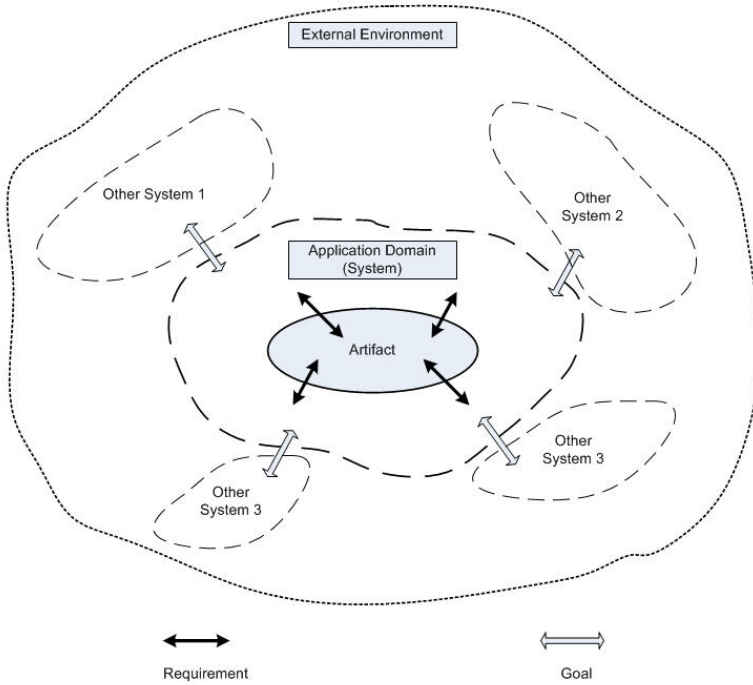 External Environment
Other System 1
Other
System 2
Application Domain
(System)
Artifact
Other
System 3
Other
System 3
Requirement
Goal